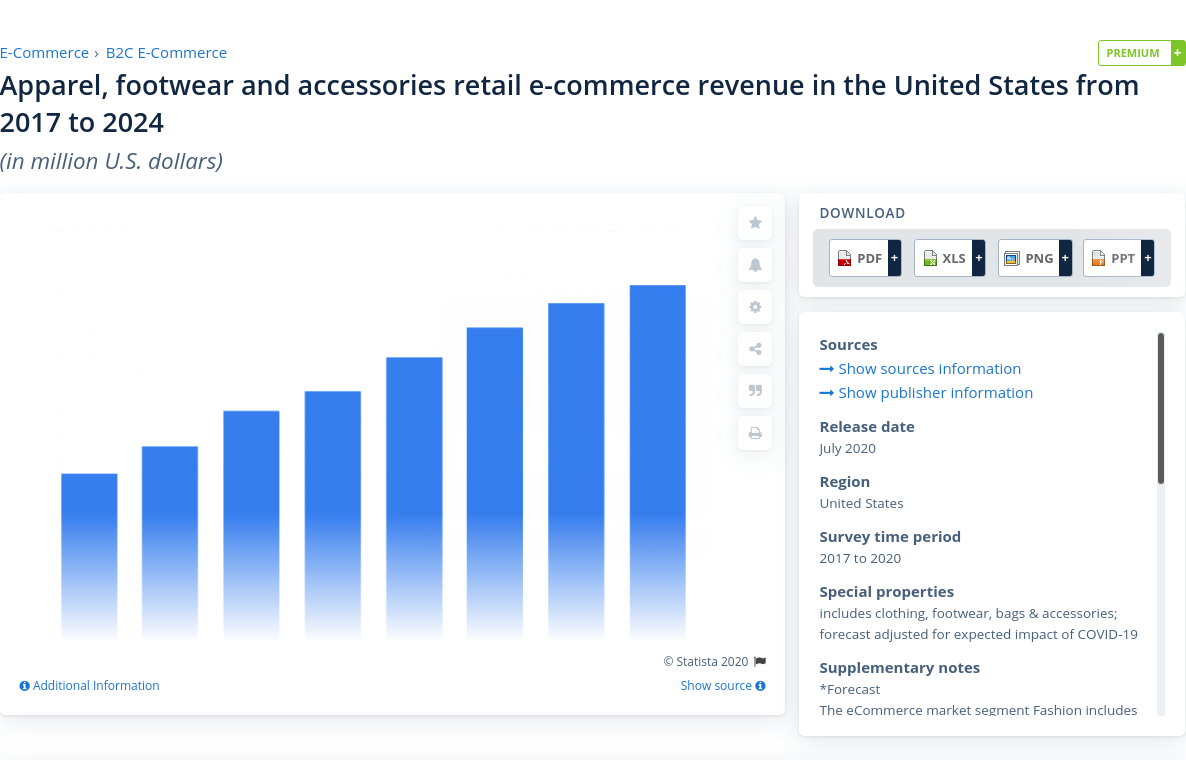 E-Commerce › B2C E-Commerce
PREMIUM +
Apparel, footwear and accessories retail e-commerce revenue in the United States from
2017 to 2024
(in million U.S. dollars)
DOWNLOAD
PDF + XLS + PNG + PPT +
© Statista 2020
Additional Information
Show source
Sources
Show sources information
Show publisher information
Release date
July 2020
Region
United States
Survey time period
2017 to 2020
Special properties
includes clothing, footwear, bags & accessories;
forecast adjusted for expected impact of COVID-19
Supplementary notes
*Forecast
The eCommerce market segment Fashion includes